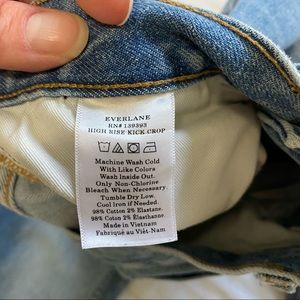 EVERLANE
RN# 139393
HIGH RISE KICK CROP
Machine Wash Cold
With Like Colors
Wash Inside Out.
Only Non-Chlorine
Bleach When Necessary.
Tumble Dry Low.
Cool Iron if Needed.
98% Cotton 2% Elastane.
98% Cotton 2% Élasthanne.
Made in Vietnam
Fabriqué au Viêt-Nam